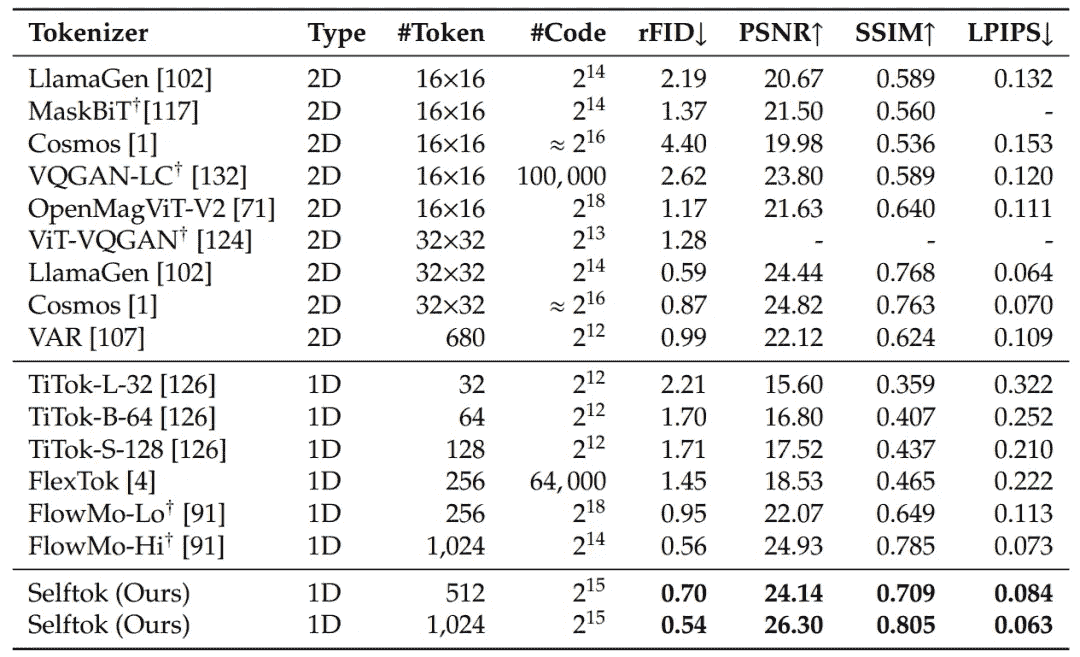 Tokenizer Type #Token #Code rFID↓ PSNR↑ SSIM↑ LPIPS↓
LlamaGen [102] 2D 16×16 2^14 2.19 20.67 0.589 0.132
MaskBiT†[117] 2D 16×16 2^14 1.37 21.50 0.560 -
Cosmos [1] 2D 16×16 ≈ 2^16 4.40 19.98 0.536 0.153
VQGAN-LC† [132] 2D 16×16 100, 000 2.62 23.80 0.589 0.120
OpenMagViT-V2 [71] 2D 16×16 2^18 1.17 21.63 0.640 0.111
ViT-VQGAN† [124] 2D 32×32 2^13 1.28 - - -
LlamaGen [102] 2D 32×32 2^14 0.59 24.44 0.768 0.064
Cosmos [1] 2D 32×32 ≈ 2^16 0.87 24.82 0.763 0.070
VAR [107] 2D 680 2^12 0.99 22.12 0.624 0.109
TiTok-L-32 [126] 1D 32 2^12 2.21 15.60 0.359 0.322
TiTok-B-64 [126] 1D 64 2^12 1.70 16.80 0.407 0.252
TiTok-S-128 [126] 1D 128 2^12 1.71 17.52 0.437 0.210
FlexTok [4] 1D 256 64, 000 1.45 18.53 0.465 0.222
FlowMo-Lo† [91] 1D 256 2^18 0.95 22.07 0.649 0.113
FlowMo-Hi† [91] 1D 1,024 2^14 0.56 24.93 0.785 0.073
Selftok (Ours) 1D 512 2^15 0.70 24.14 0.709 0.084
Selftok (Ours) 1D 1,024 2^15 0.54 26.30 0.805 0.063